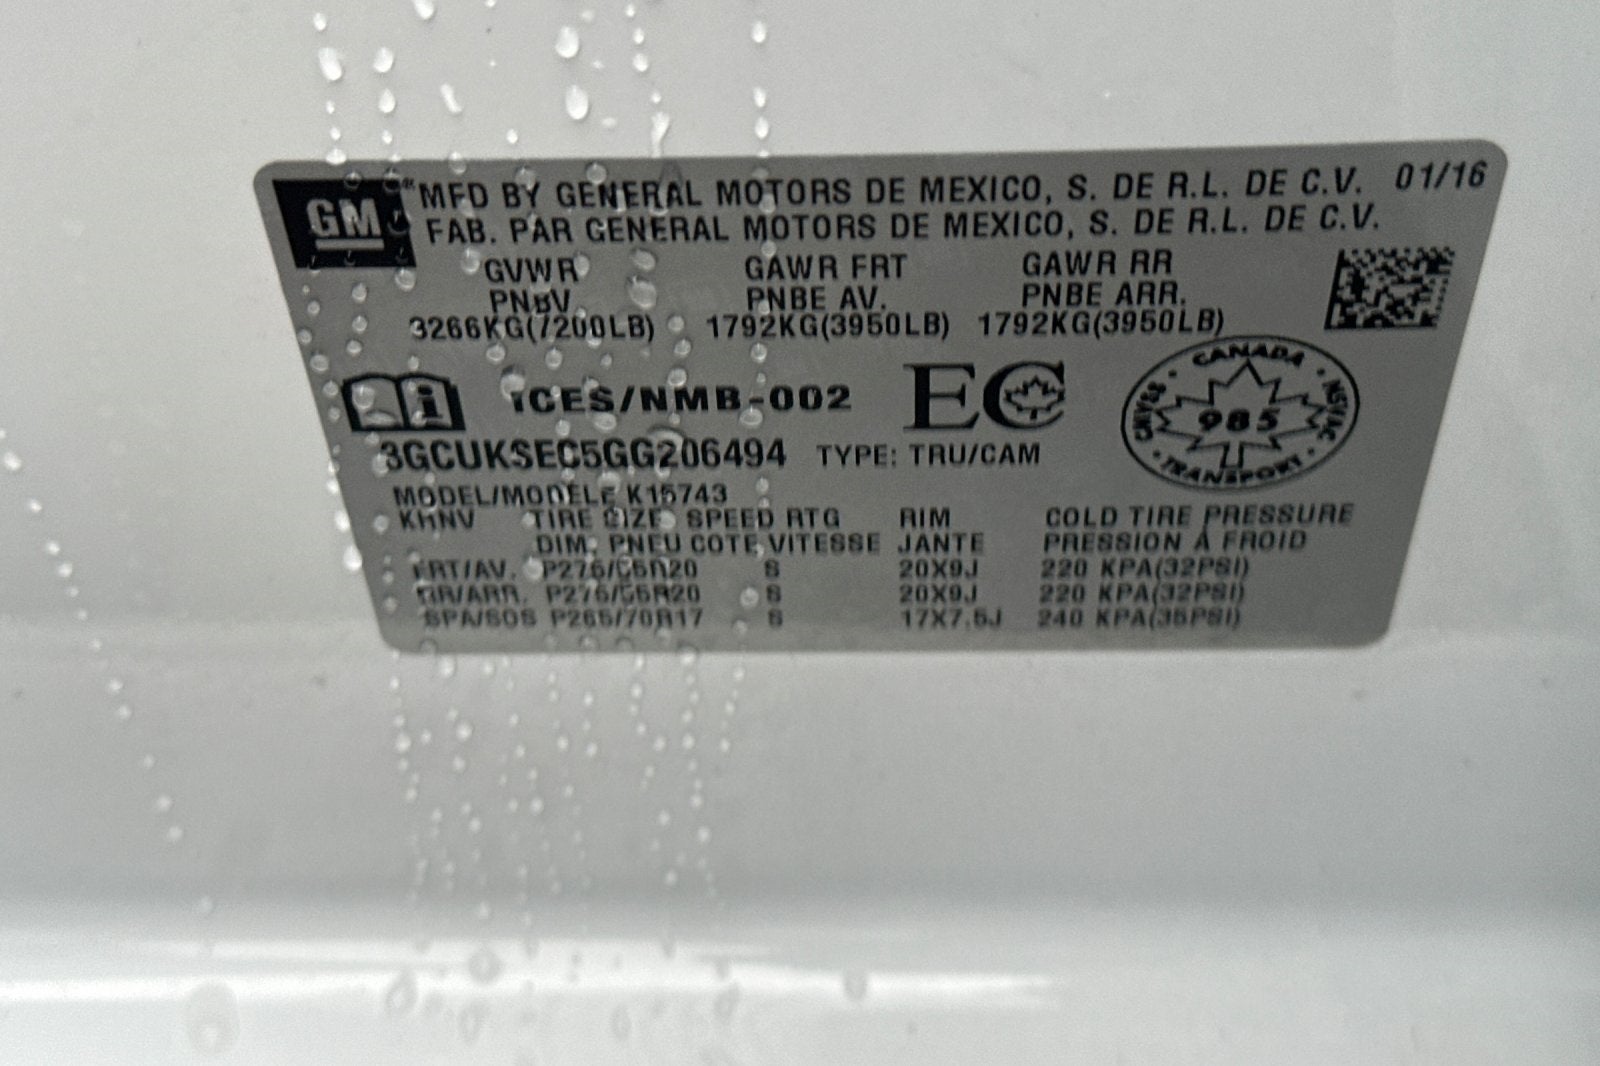 GM
MFD BY GENERAL MOTORS DE MEXICO, S. DE R.L. DE C.V. 01/16
FAB. PAR GENERAL MOTORS DE MEXICO, S. DE R.L. DE C.V.
GVWR GAWR FRT GAWR RR
PNBV PNBE AV. PNBE ARR.
3266KG(7200LB) 1792KG(3950LB) 1792KG(3950LB)
i ICES/NMB-002 EC
CANADA
CMVSS/NSVAC
985
TRANSPORT
3GCUKSEC5GG206494 TYPE: TRU/CAM
MODEL/MODELE K15743
KHNV TIRE SIZE SPEED RTG RIM COLD TIRE PRESSURE
DIM. PNEU COTE VITESSE JANTE PRESSION À FROID
FRT/AV. P275/55R20 S 20X9J 220 KPA(32PSI)
RR/ARR. P275/55R20 S 20X9J 220 KPA(32PSI)
SPA/SOS P265/70R17 S 17X7.5J 240 KPA(35PSI)